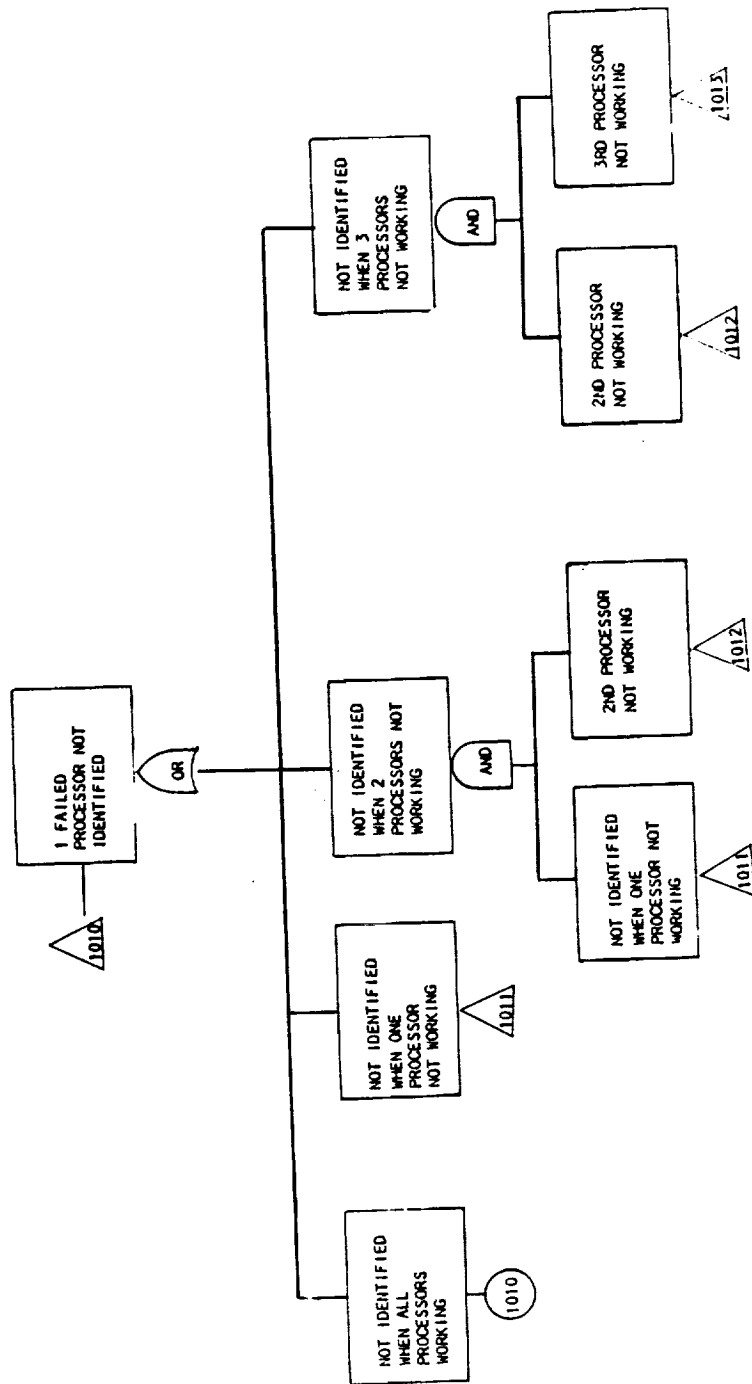 1 FAILED
PROCESSOR NOT
IDENTIFIED
1010
OR
NOT IDENTIFIED
WHEN ALL
PROCESSORS
WORKING
1010
NOT IDENTIFIED
WHEN ONE
PROCESSOR
NOT WORKING
1011
NOT IDENTIFIED
WHEN 2
PROCESSORS NOT
WORKING
AND
NOT IDENTIFIED
WHEN ONE
PROCESSOR NOT
WORKING
1011
2ND PROCESSOR
NOT WORKING
1012
NOT IDENTIFIED
WHEN 3
PROCESSORS
NOT WORKING
AND
2ND PROCESSOR
NOT WORKING
1012
3RD PROCESSOR
NOT WORKING
1013